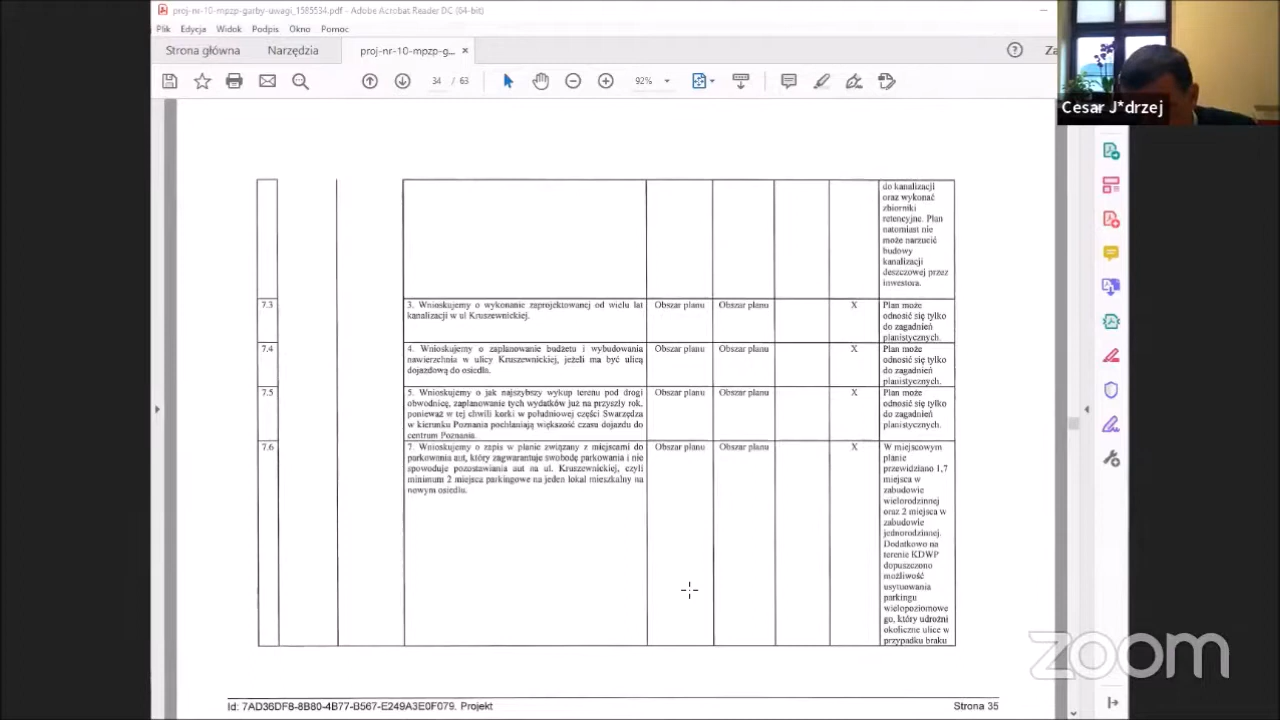 proj-nr-10-mpzp-garby-uwagi_1585534.pdf - Adobe Acrobat Reader DC (64-bit)
Plik Edycja Widok Podpis Okno Pomoc
Strona główna Narzędzia proj-nr-10-mpzp-g... × Za
34 / 63 92%
Cesar J*drzej
do kanalizacji
oraz wykonać
zbiorniki
retencyjne. Plan
natomiast nie
może narzucić
budowy
kanalizacji
deszczowej przez
inwestora.
7.3 3. Wnioskujemy o wykonanie zaprojektowanej od wielu lat
kanalizacji w ul Kruszewnickiej.
Obszar planu Obszar planu X
Plan może
odnosić się tylko
do zagadnień
planistycznych.
7.4 4. Wnioskujemy o zaplanowanie budżetu i wybudowania
nawierzchnia w ulicy Kruszewnickiej, jeżeli ma być ulicą
dojazdową do osiedla.
Obszar planu Obszar planu X
Plan może
odnosić się tylko
do zagadnień
planistycznych.
7.5 5. Wnioskujemy o jak najszybszy wykup terenu pod drogi
obwodnicę, zaplanowanie tych wydatków już na przyszły rok,
ponieważ w tej chwili korki w południowej części Swarzędza
w kierunku Poznania pochłaniają większość czasu dojazdu do
centrum Poznania.
Obszar planu Obszar planu X
Plan może
odnosić się tylko
do zagadnień
planistycznych.
7.6 7. Wnioskujemy o zapis w planie związany z miejscami do
parkowania aut, który zagwarantuje swobodę parkowania i nie
spowoduje pozostawiania aut na ul. Kruszewnickiej, czyli
minimum 2 miejsca parkingowe na jeden lokal mieszkalny na
nowym osiedlu.
Obszar planu Obszar planu X
W miejscowym
planie
przewidziano 1,7
miejsca w
zabudowie
wielorodzinnej
oraz 2 miejsca w
zabudowie
jednorodzinnej.
Dodatkowo na
terenie KDWP
dopuszczono
możliwość
usytuowania
parkingu
wielopoziomowe
go, który udrożni
okoliczne ulice w
przypadku braku
zoom
Id: 7AD36DF8-8B80-4B77-B567-E249A3E0F079. Projekt Strona 35